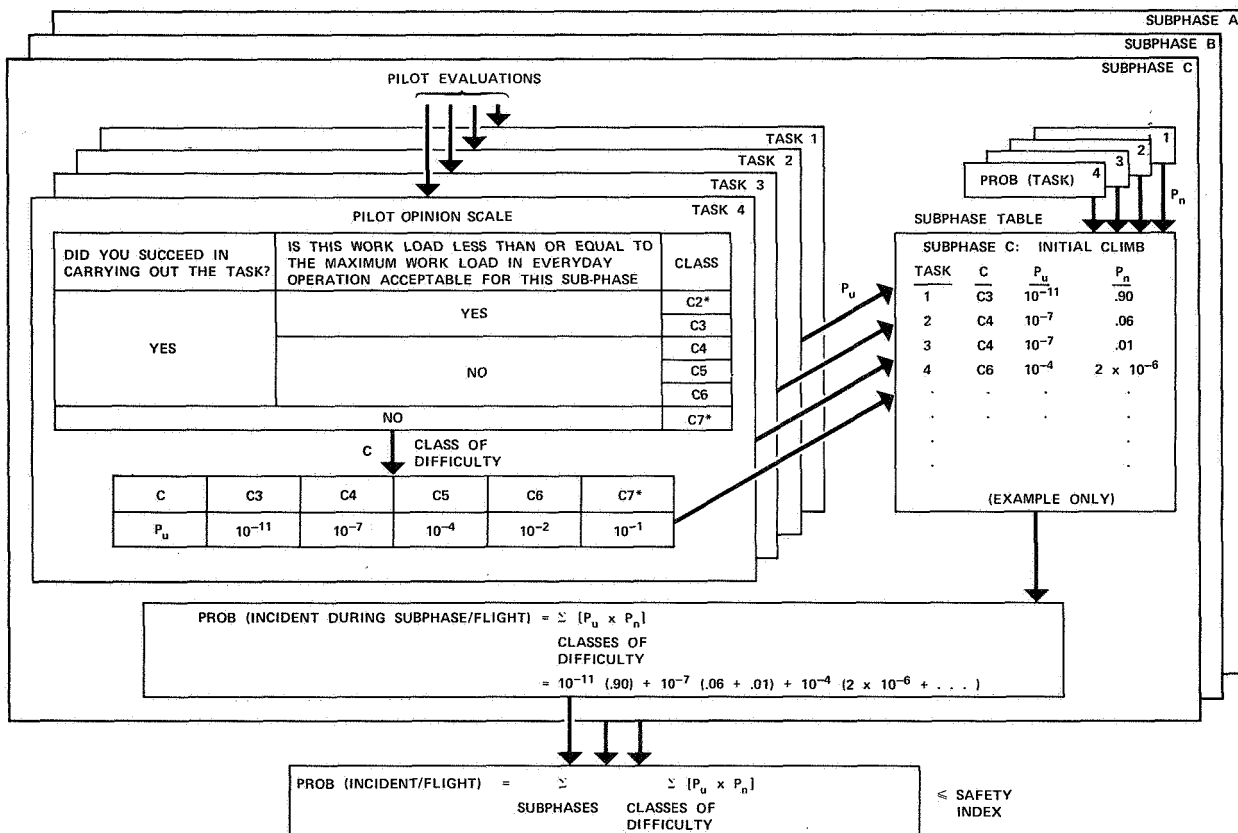 SUBPHASE A
SUBPHASE B
SUBPHASE C
PILOT EVALUATIONS
TASK 1
TASK 2
TASK 3
TASK 4
PILOT OPINION SCALE
DID YOU SUCCEED IN
CARRYING OUT THE TASK?
IS THIS WORK LOAD LESS THAN OR EQUAL TO
THE MAXIMUM WORK LOAD IN EVERYDAY
OPERATION ACCEPTABLE FOR THIS SUB-PHASE
CLASS
YES
YES
C2*
C3
NO
C4
C5
C6
NO
C7*
C
CLASS OF
DIFFICULTY
C C3 C4 C5 C6 C7*
Pu 10⁻¹¹ 10⁻⁷ 10⁻⁴ 10⁻² 10⁻¹
Pu
1
2
3
4
PROB (TASK)
Pn
SUBPHASE TABLE
SUBPHASE C: INITIAL CLIMB
TASK C Pu Pn
1 C3 10⁻¹¹ .90
2 C4 10⁻⁷ .06
3 C4 10⁻⁷ .01
4 C6 10⁻⁴ 2 x 10⁻⁶
. . . .
. . . .
. .
. .
(EXAMPLE ONLY)
PROB (INCIDENT DURING SUBPHASE/FLIGHT) = Σ [Pu x Pn]
CLASSES OF
DIFFICULTY
= 10⁻¹¹ (.90) + 10⁻⁷ (.06 + .01) + 10⁻⁴ (2 x 10⁻⁶ + . . . )
PROB (INCIDENT/FLIGHT) = Σ Σ [Pu x Pn]
SUBPHASES CLASSES OF
DIFFICULTY
⩽ SAFETY
INDEX